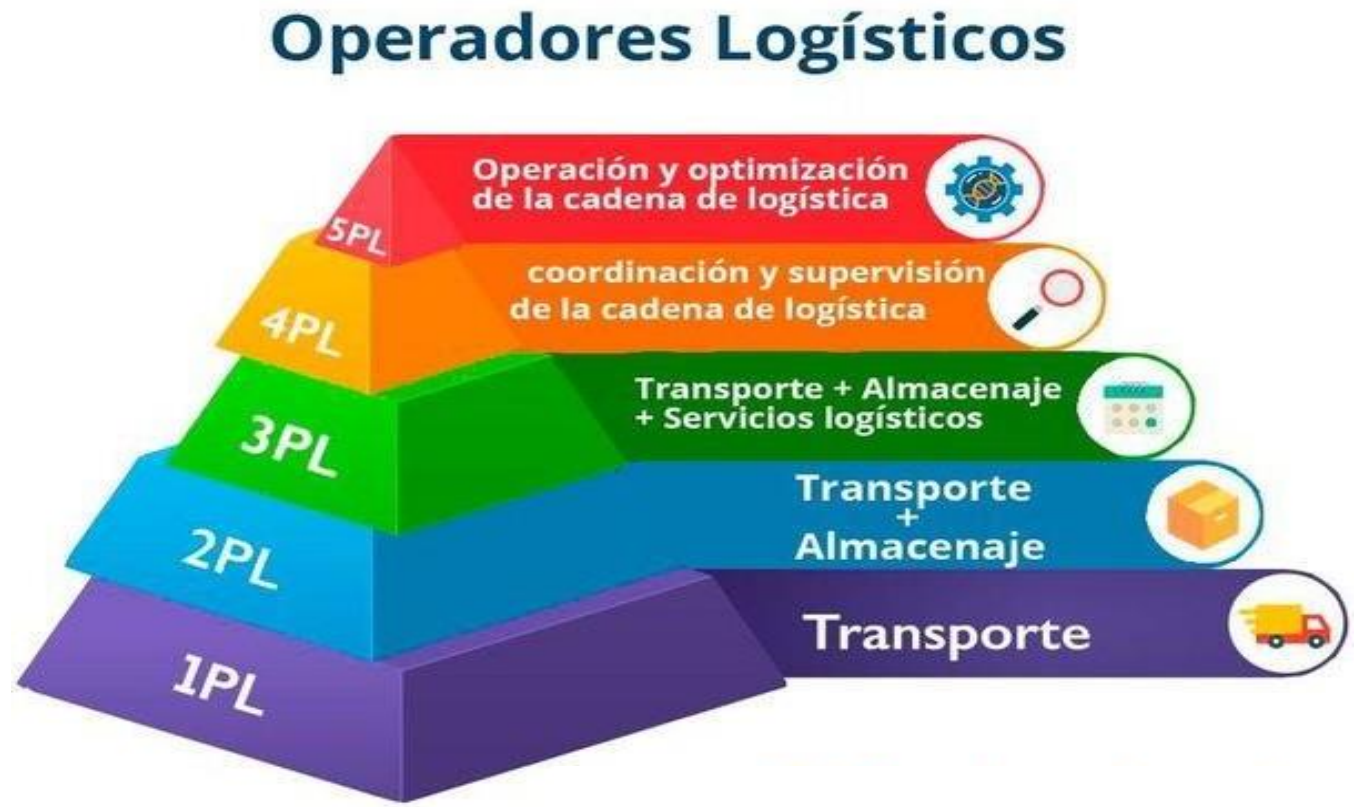 Operadores Logísticos
5PL
Operación y optimización
de la cadena de logística
4PL
coordinación y supervisión
de la cadena de logística
3PL
Transporte + Almacenaje
+ Servicios logísticos
2PL
Transporte
+
Almacenaje
1PL
Transporte